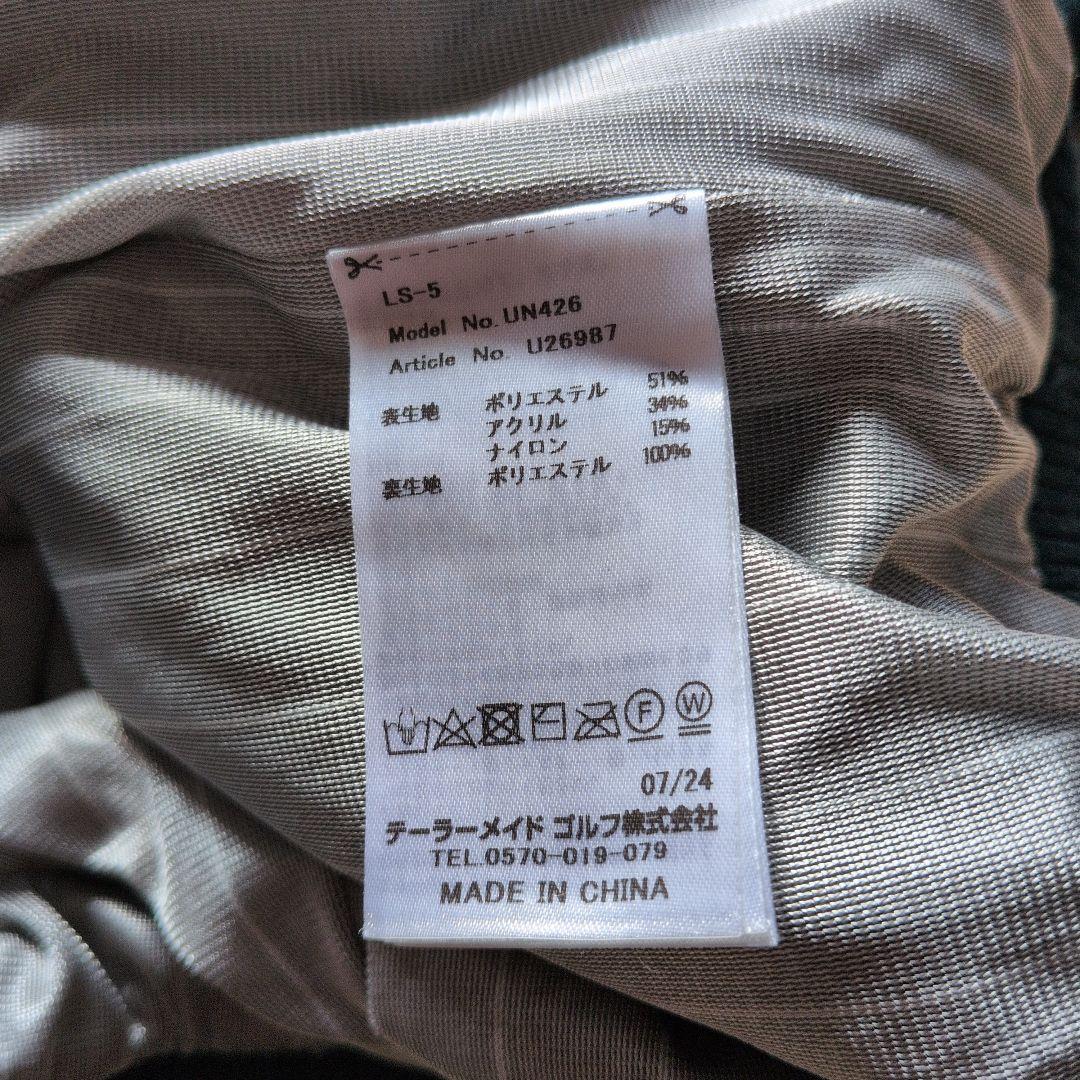 LS-5
Model No. UN426
Article No. U26987
表生地 ポリエステル 51%
アクリル 34%
ナイロン 15%
裏生地 ポリエステル 100%
F W
07/24
テーラーメイド ゴルフ株式会社
TEL.0570-019-079
MADE IN CHINA